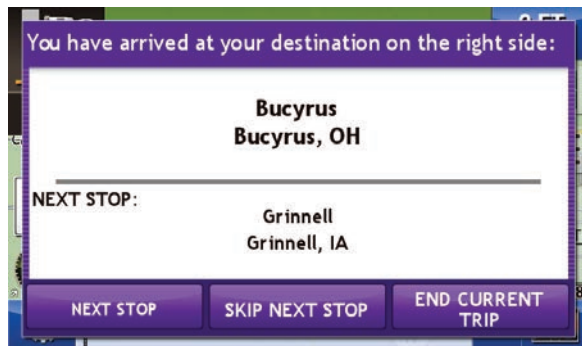 You have arrived at your destination on the right side:
Bucyrus
Bucyrus, OH
NEXT STOP:
Grinnell
Grinnell, IA
NEXT STOP
SKIP NEXT STOP
END CURRENT
TRIP